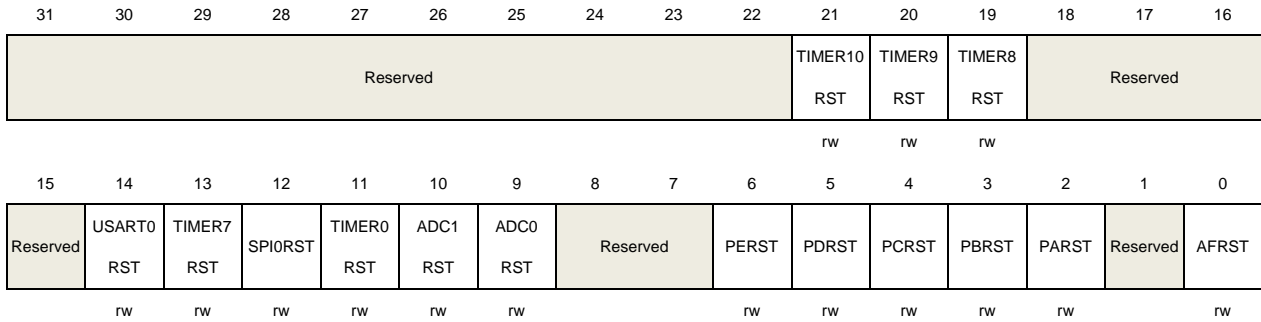 31 30 29 28 27 26 25 24 23 22 21 20 19 18 17 16
Reserved TIMER10 RST TIMER9 RST TIMER8 RST Reserved
rw rw rw
15 14 13 12 11 10 9 8 7 6 5 4 3 2 1 0
Reserved USART0 RST TIMER7 RST SPI0RST TIMER0 RST ADC1 RST ADC0 RST Reserved PERST PDRST PCRST PBRST PARST Reserved AFRST
rw rw rw rw rw rw rw rw rw rw rw rw